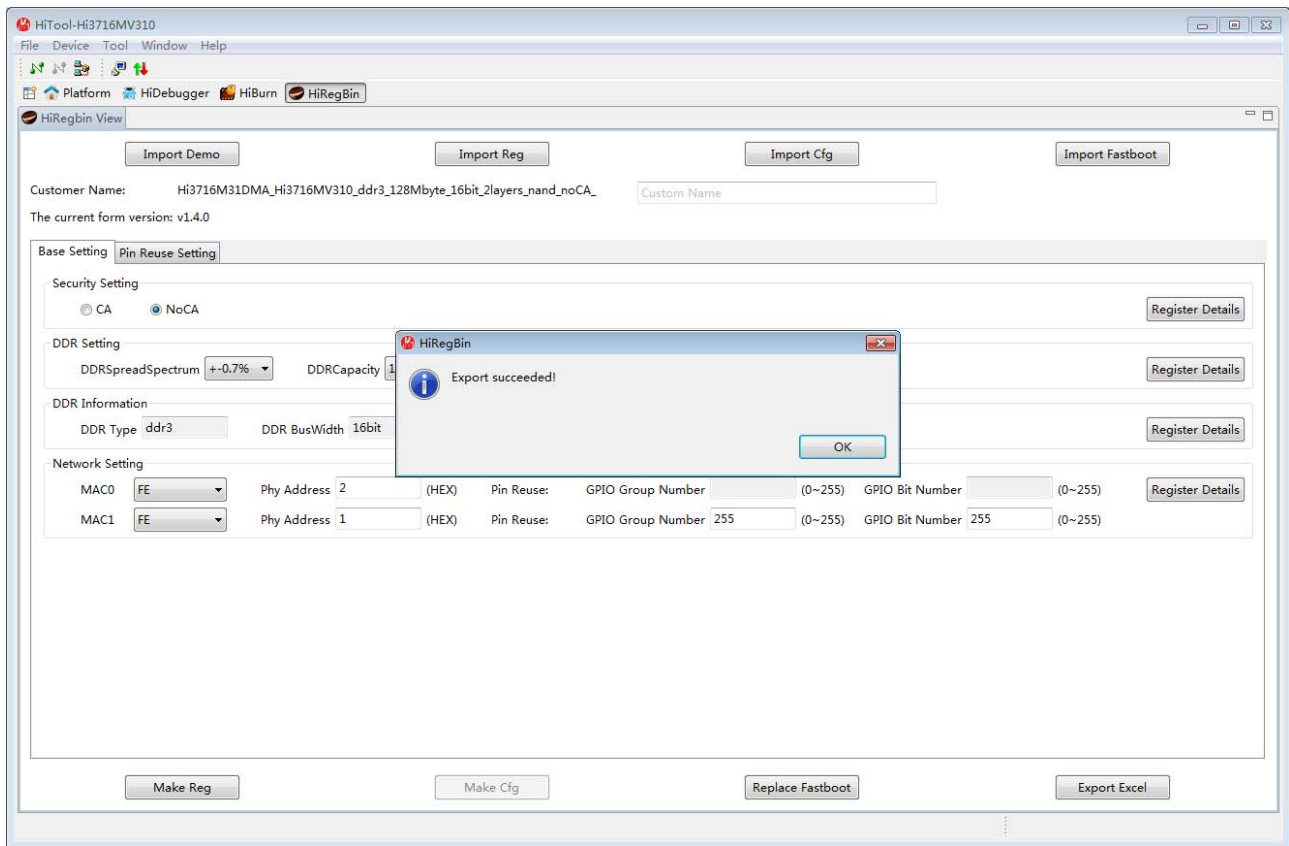 HiTool-Hi3716MV310
File Device Tool Window Help
Platform HiDebugger HiBurn HiRegBin
HiRegbin View
Import Demo Import Reg Import Cfg Import Fastboot
Customer Name: Hi3716M31DMA_Hi3716MV310_ddr3_128Mbyte_16bit_2layers_nand_noCA_ Custom Name
The current form version: v1.4.0
Base Setting Pin Reuse Setting
Security Setting
CA NoCA Register Details
HiRegBin
DDR Setting
DDRSpreadSpectrum +-0.7% DDRCapacity 1 Register Details
Export succeeded!
DDR Information
DDR Type ddr3 DDR BusWidth 16bit Register Details
OK
Network Setting
MAC0 FE Phy Address 2 (HEX) Pin Reuse: GPIO Group Number (0~255) GPIO Bit Number (0~255) Register Details
MAC1 FE Phy Address 1 (HEX) Pin Reuse: GPIO Group Number 255 (0~255) GPIO Bit Number 255 (0~255)
Make Reg Make Cfg Replace Fastboot Export Excel